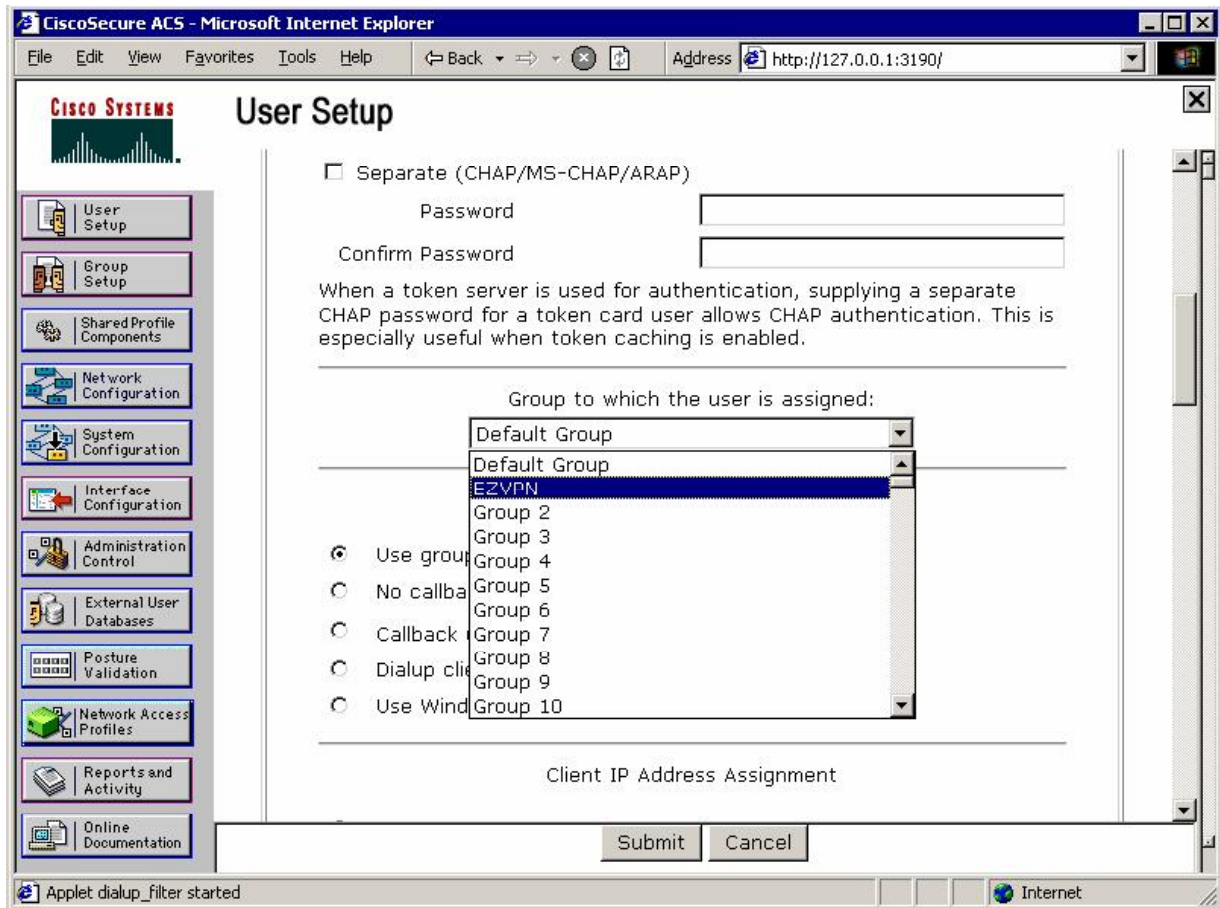 CiscoSecure ACS - Microsoft Internet Explorer
File Edit View Favorites Tools Help Back Address http://127.0.0.1:3190/
CISCO SYSTEMS
User Setup
User
Setup
Group
Setup
Shared Profile
Components
Network
Configuration
System
Configuration
Interface
Configuration
Administration
Control
External User
Databases
Posture
Validation
Network Access
Profiles
Reports and
Activity
Online
Documentation
Separate (CHAP/MS-CHAP/ARAP)
Password
Confirm Password
When a token server is used for authentication, supplying a separate
CHAP password for a token card user allows CHAP authentication. This is
especially useful when token caching is enabled.
Group to which the user is assigned:
Default Group
Default Group
EZVPN
Group 2
Group 3
Group 4
Group 5
Group 6
Group 7
Group 8
Group 9
Group 10
Use group
No callba
Callback
Dialup clie
Use Wind
Client IP Address Assignment
Submit Cancel
Applet dialup_filter started Internet